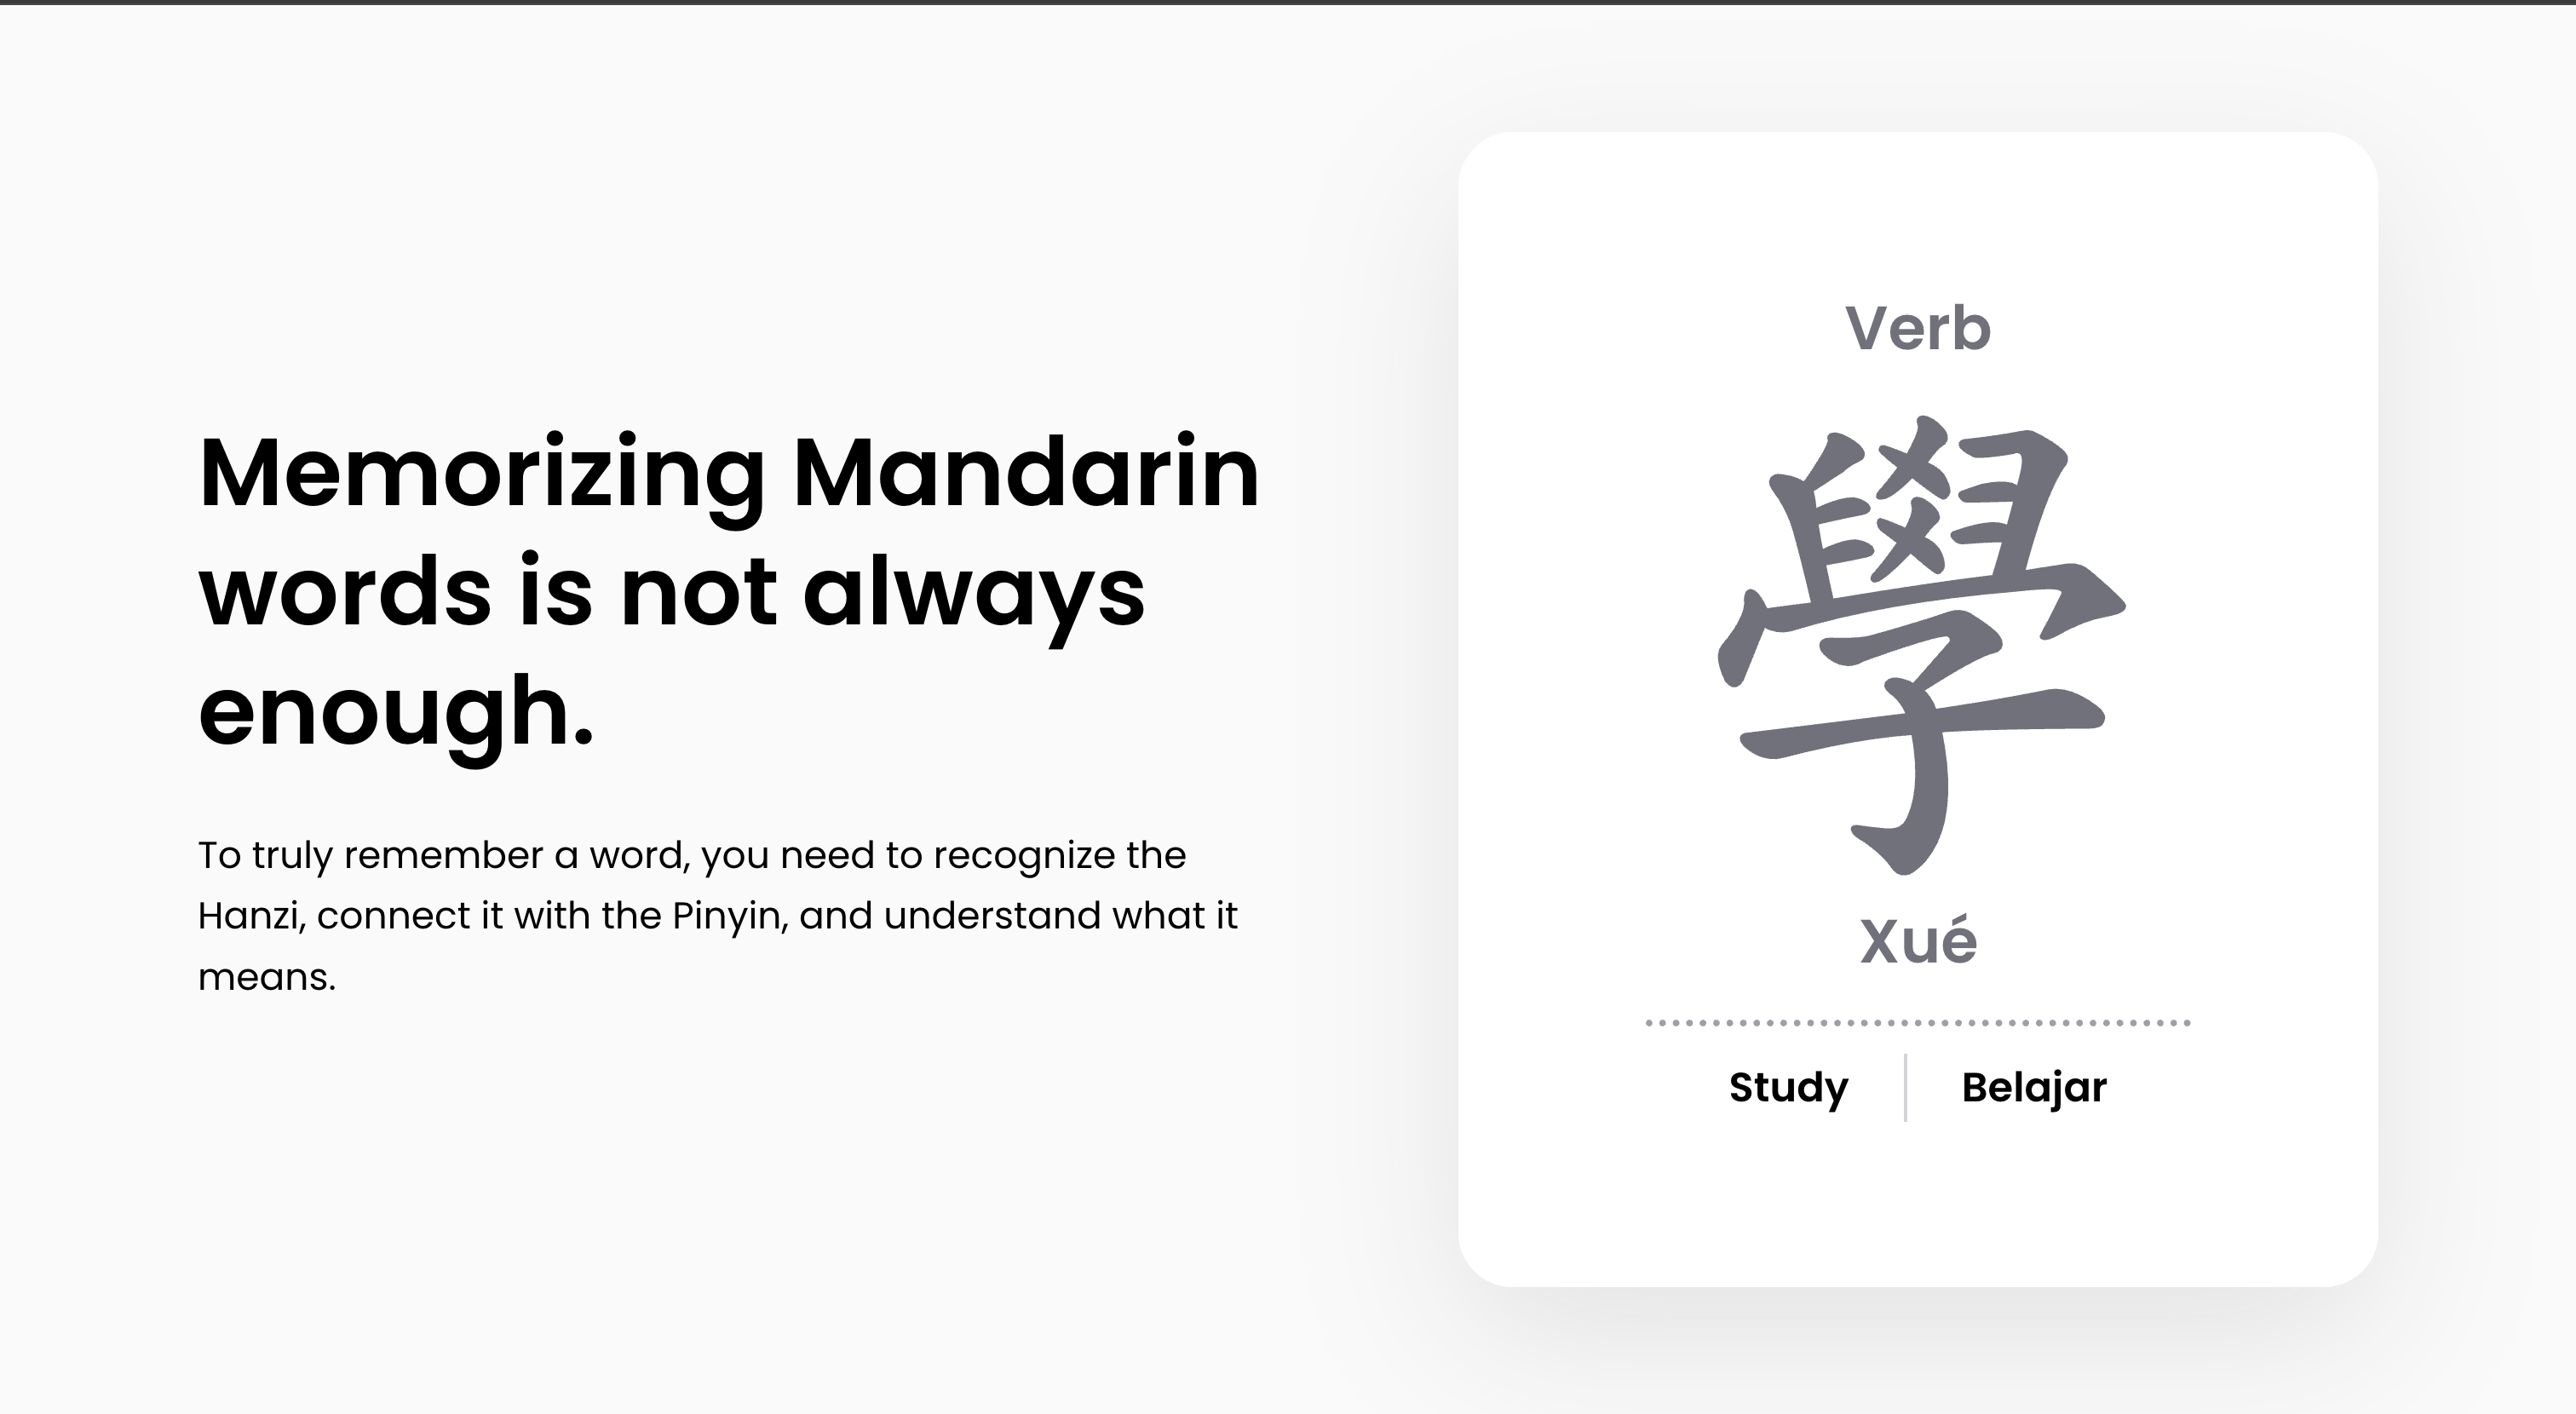 Memorizing Mandarin
words is not always
enough.
To truly remember a word, you need to recognize the
Hanzi, connect it with the Pinyin, and understand what it
means.
Verb
學
Xué
Study
Belajar